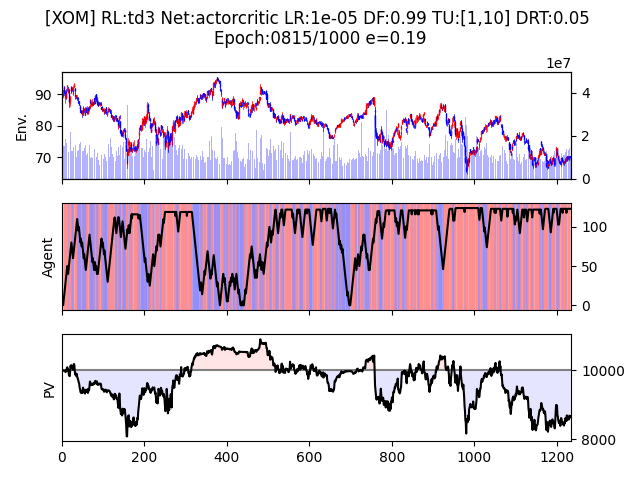 [XOM] RL:td3 Net:actorcritic LR:1e-05 DF:0.99 TU:[1,10] DRT:0.05
Epoch:0815/1000 e=0.19
1e7
Env.
90
80
70
4
2
0
Agent
100
50
0
PV
10000
8000
0 200 400 600 800 1000 1200